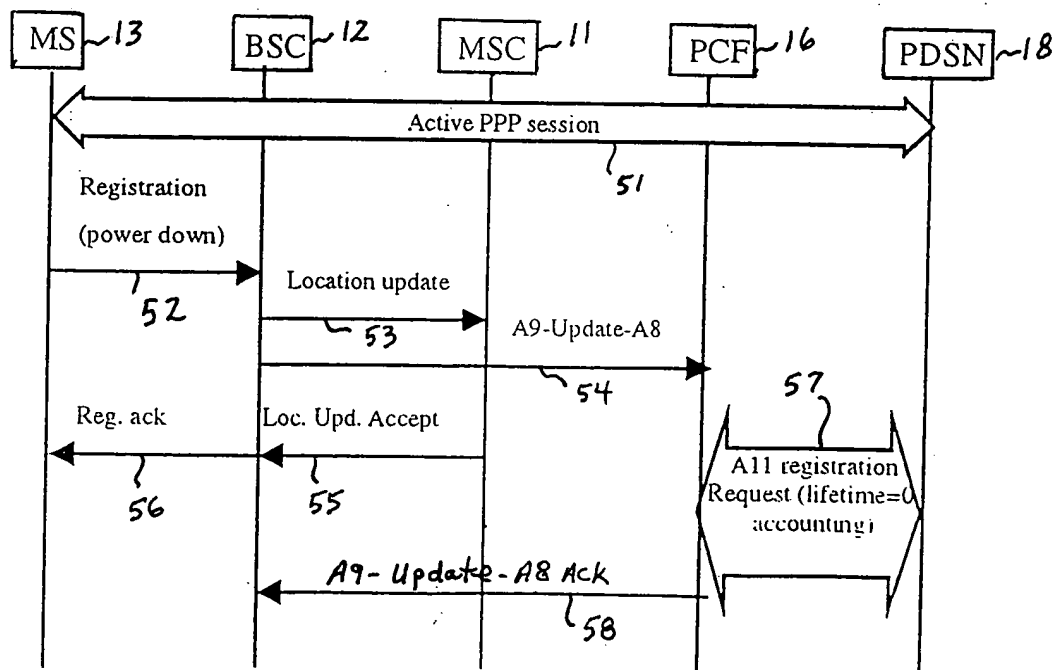 MS 13 BSC 12 MSC 11 PCF 16 PDSN 18
Active PPP session
51
Registration
(power down)
52
Location update
53
A9-Update-A8
54
57
Reg. ack
Loc. Upd. Accept
56
55
A11 registration
Request (lifetime=0
accounting)
A9-Update-A8 Ack
58